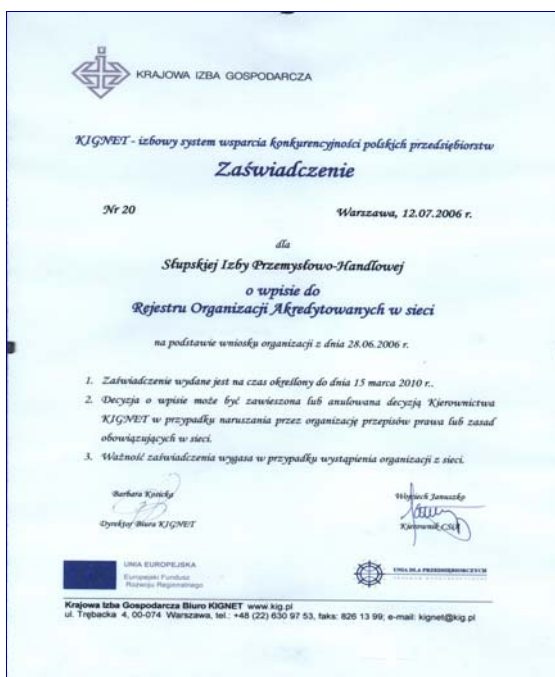 KRAJOWA IZBA GOSPODARCZA
KIGNET - izbowy system wsparcia konkurencyjności polskich przedsiębiorstw
Zaświadczenie
Nr 20
Warszawa, 12.07.2006 r.
dla
Słupskiej Izby Przemysłowo-Handlowej
o wpisie do
Rejestru Organizacji Akredytowanych w sieci
na podstawie wniosku organizacji z dnia 28.06.2006 r.
1. Zaświadczenie wydane jest na czas określony do dnia 15 marca 2010 r..
2. Decyzja o wpisie może być zawieszona lub anulowana decyzją Kierownictwa
KIGNET w przypadku naruszania przez organizację przepisów prawa lub zasad
obowiązujących w sieci.
3. Ważność zaświadczenia wygasa w przypadku wystąpienia organizacji z sieci.
Barbara Kosicka
Dyrektor Biura KIGNET
Wojciech Januszko
Kierownik
UNIA EUROPEJSKA
Europejski Fundusz
Rozwoju Regionalnego
UNIA DLA PRZEDSIĘBIORCZYCH
Krajowa Izba Gospodarcza Biuro KIGNET www.kig.pl
ul. Trębacka 4, 00-074 Warszawa, tel.: +48 (22) 630 97 53, faks: 826 13 99; e-mail: kignet@kig.pl